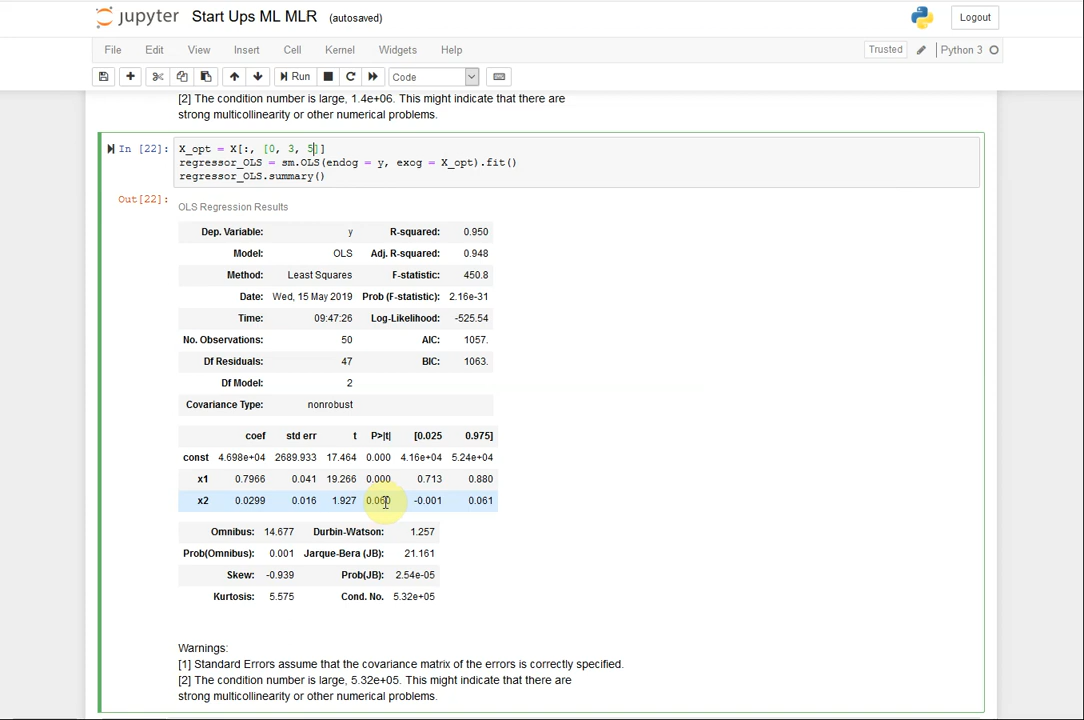 jupyter Start Ups ML MLR (autosaved)
Logout
File Edit View Insert Cell Kernel Widgets Help
Trusted Python 3
Run Code
[2] The condition number is large, 1.4e+06. This might indicate that there are
strong multicollinearity or other numerical problems.
In [22]: X_opt = X[:, [0, 3, 5]]
regressor_OLS = sm.OLS(endog = y, exog = X_opt).fit()
regressor_OLS.summary()
Out[22]:
OLS Regression Results
Dep. Variable: y R-squared: 0.950
Model: OLS Adj. R-squared: 0.948
Method: Least Squares F-statistic: 450.8
Date: Wed, 15 May 2019 Prob (F-statistic): 2.16e-31
Time: 09:47:26 Log-Likelihood: -525.54
No. Observations: 50 AIC: 1057.
Df Residuals: 47 BIC: 1063.
Df Model: 2
Covariance Type: nonrobust
coef std err t P>|t| [0.025 0.975]
const 4.698e+04 2689.933 17.464 0.000 4.16e+04 5.24e+04
x1 0.7966 0.041 19.266 0.000 0.713 0.880
x2 0.0299 0.016 1.927 0.060 -0.001 0.061
Omnibus: 14.677 Durbin-Watson: 1.257
Prob(Omnibus): 0.001 Jarque-Bera (JB): 21.161
Skew: -0.939 Prob(JB): 2.54e-05
Kurtosis: 5.575 Cond. No. 5.32e+05
Warnings:
[1] Standard Errors assume that the covariance matrix of the errors is correctly specified.
[2] The condition number is large, 5.32e+05. This might indicate that there are
strong multicollinearity or other numerical problems.